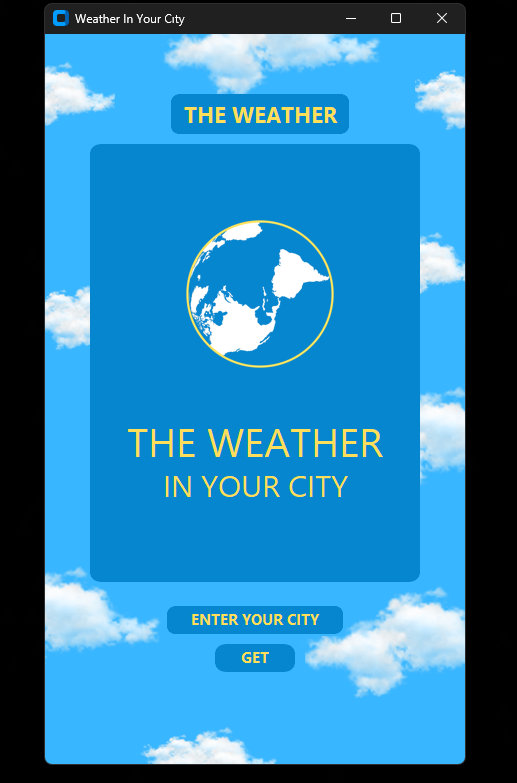 Weather In Your City
THE WEATHER
THE WEATHER
IN YOUR CITY
ENTER YOUR CITY
GET